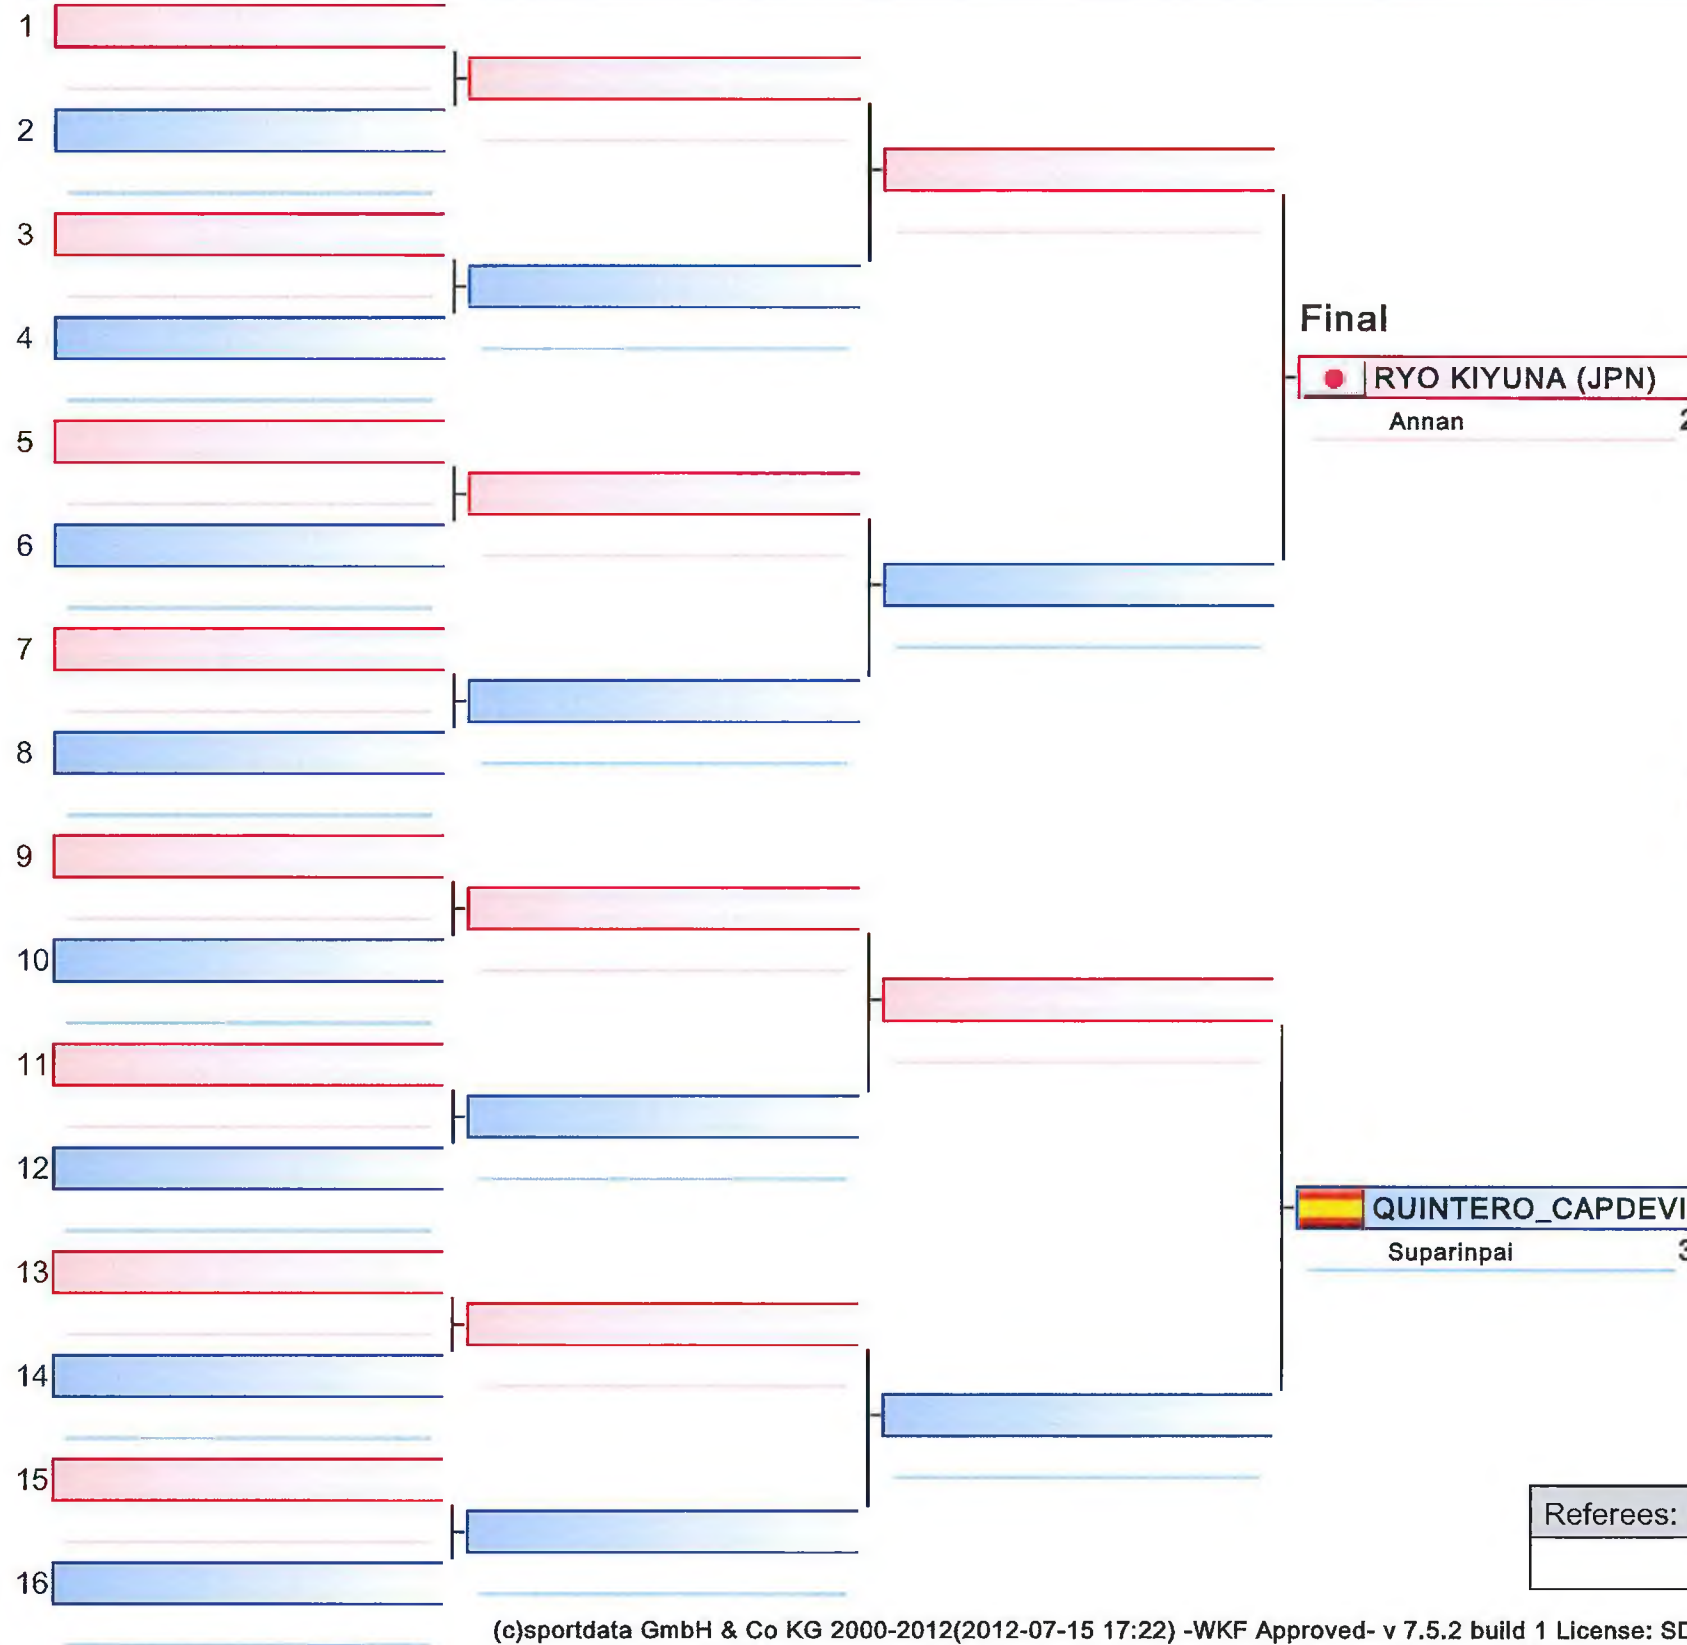 1
2
3
4
5
6
7
8
9
10
11
12
13
14
15
16
Final
RYO KIYUNA (JPN)
Annan 2
QUINTERO_CAPDEVI
Suparinpai 3
Referees:
(c)sportdata GmbH & Co KG 2000-2012(2012-07-15 17:22) -WKF Approved- v 7.5.2 build 1 License: SD